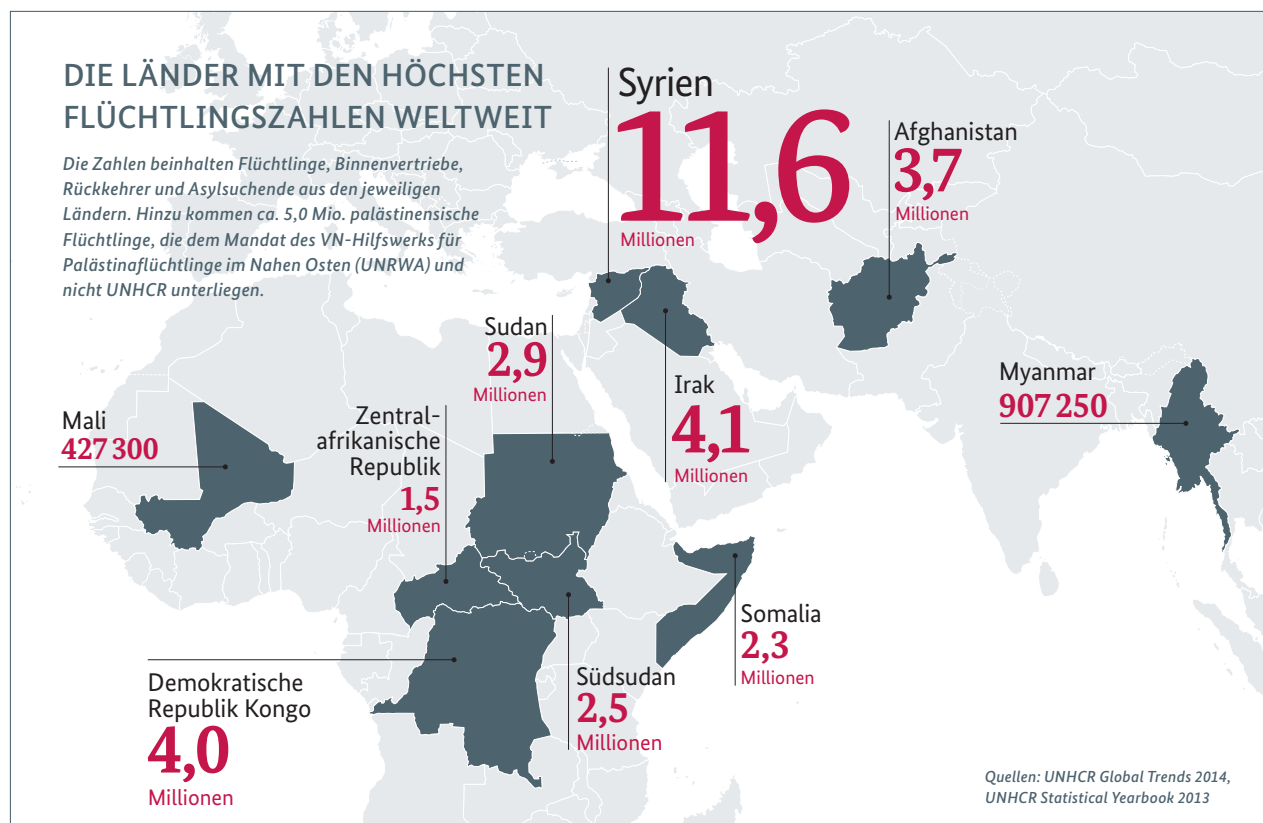 DIE LÄNDER MIT DEN HÖCHSTEN
FLÜCHTLINGSZAHLEN WELTWEIT
Die Zahlen beinhalten Flüchtlinge, Binnenvertriebe,
Rückkehrer und Asylsuchende aus den jeweiligen
Ländern. Hinzu kommen ca. 5,0 Mio. palästinensische
Flüchtlinge, die dem Mandat des VN-Hilfswerks für
Palästinaflüchtlinge im Nahen Osten (UNRWA) und
nicht UNHCR unterliegen.
Syrien
11,6
Millionen
Afghanistan
3,7
Millionen
Sudan
2,9
Millionen
Irak
4,1
Millionen
Myanmar
907 250
Mali
427 300
Zentral-
afrikanische
Republik
1,5
Millionen
Somalia
2,3
Millionen
Südsudan
2,5
Millionen
Demokratische
Republik Kongo
4,0
Millionen
Quellen: UNHCR Global Trends 2014,
UNHCR Statistical Yearbook 2013